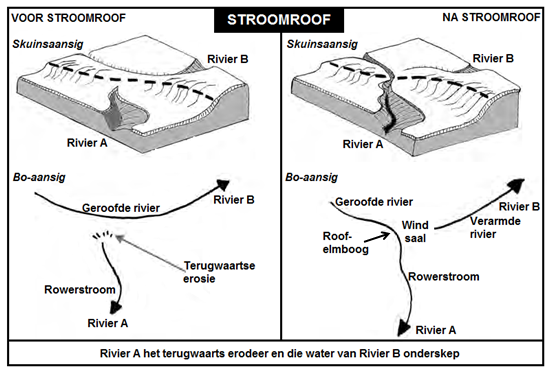 STROOMROOF
VOOR STROOMROOF
Skuinsaansig
Rivier B
Rivier A
Bo-aansig
Geroofde rivier
Rivier B
Terugwaartse
erosie
Rowerstroom
Rivier A
NA STROOMROOF
Skuinsaansig
Rivier B
Rivier A
Bo-aansig
Geroofde rivier
Rivier B
Wind
saal
Verarmde
rivier
Roof-
elmboog
Rowerstroom
Rivier A
Rivier A het terugwaarts erodeer en die water van Rivier B onderskep